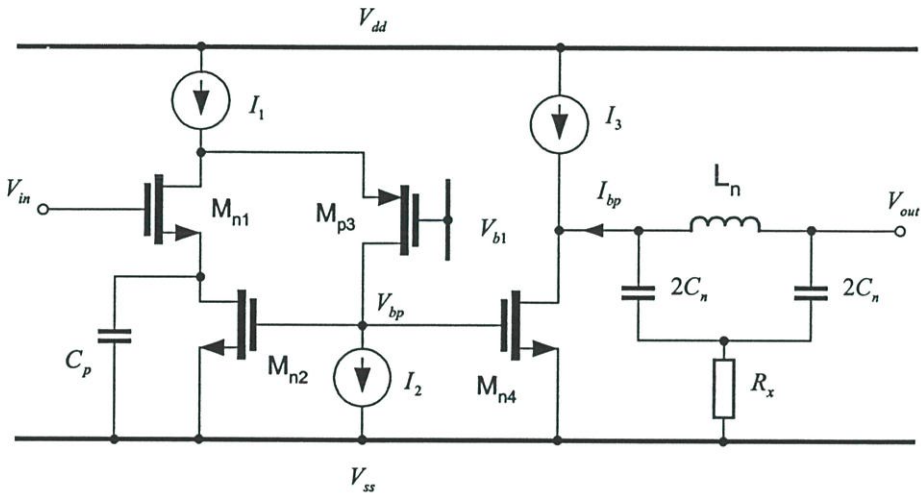 V_dd
I_1
I_3
V_in
M_n1
M_p3
V_b1
I_bp
L_n
V_out
2C_n
2C_n
C_p
M_n2
V_bp
I_2
M_n4
R_x
V_ss